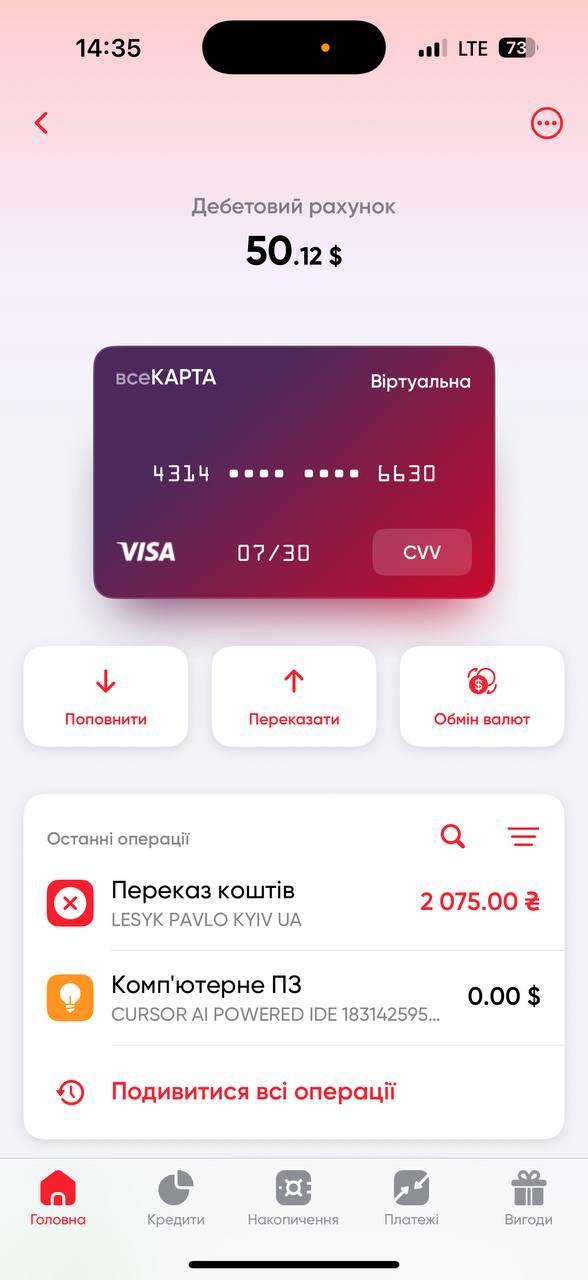 14:35
LTE
73
Дебетовий рахунок
50.12 $
всеКАРТА
Віртуальна
4314 •••• •••• 6630
VISA
07/30
CVV
Поповнити
Переказати
Обмін валют
Останні операції
Переказ коштів
2 075.00 ₴
LESYK PAVLO KYIV UA
Комп'ютерне ПЗ
0.00 $
CURSOR AI POWERED IDE 183142595...
Подивитися всі операції
Головна
Кредити
Накопичення
Платежі
Вигоди